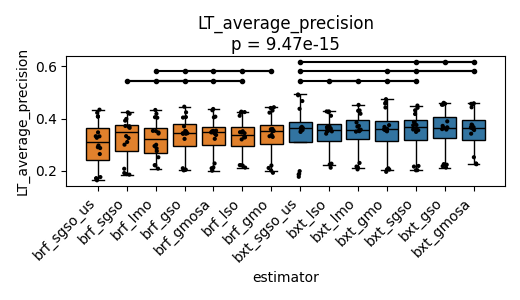 LT_average_precision
p = 9.47e-15
LT_average_precision
0.6
0.4
0.2
brf_sgso_us
brf_sgso
brf_lmo
brf_gso
brf_gmosa
brf_lso
brf_gmo
bxt_sgso_us
bxt_lso
bxt_lmo
bxt_gmo
bxt_sgso
bxt_gso
bxt_gmosa
estimator